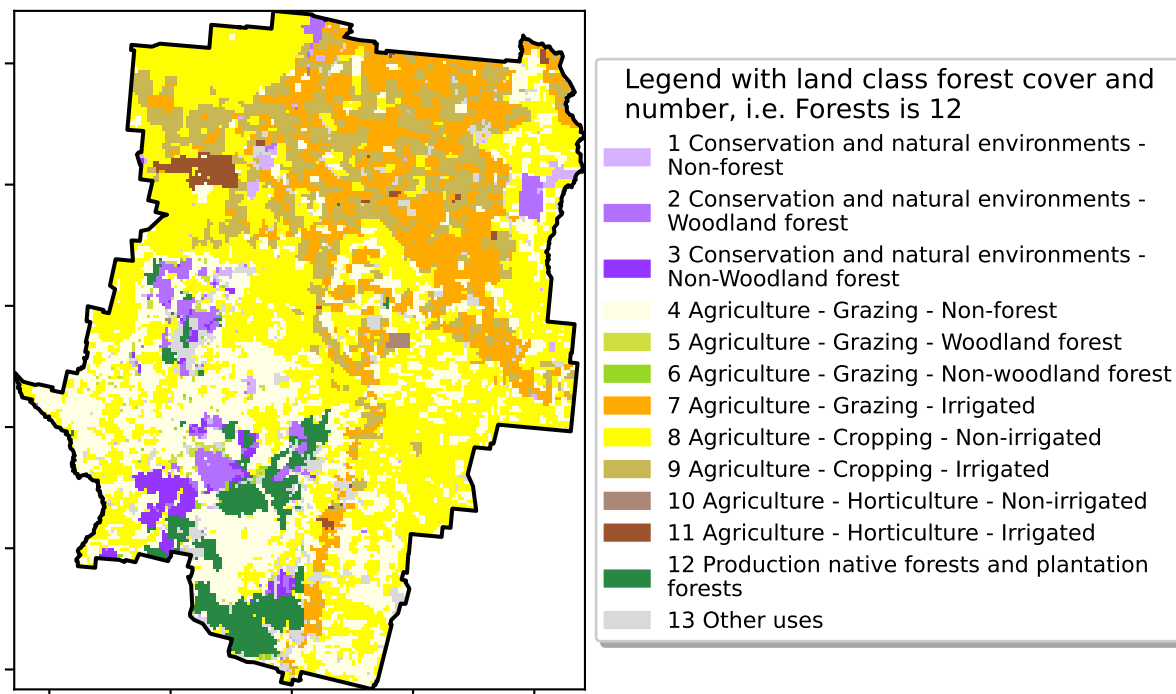 Legend with land class forest cover and
number, i.e. Forests is 12
1 Conservation and natural environments -
Non-forest
2 Conservation and natural environments -
Woodland forest
3 Conservation and natural environments -
Non-Woodland forest
4 Agriculture - Grazing - Non-forest
5 Agriculture - Grazing - Woodland forest
6 Agriculture - Grazing - Non-woodland forest
7 Agriculture - Grazing - Irrigated
8 Agriculture - Cropping - Non-irrigated
9 Agriculture - Cropping - Irrigated
10 Agriculture - Horticulture - Non-irrigated
11 Agriculture - Horticulture - Irrigated
12 Production native forests and plantation
forests
13 Other uses